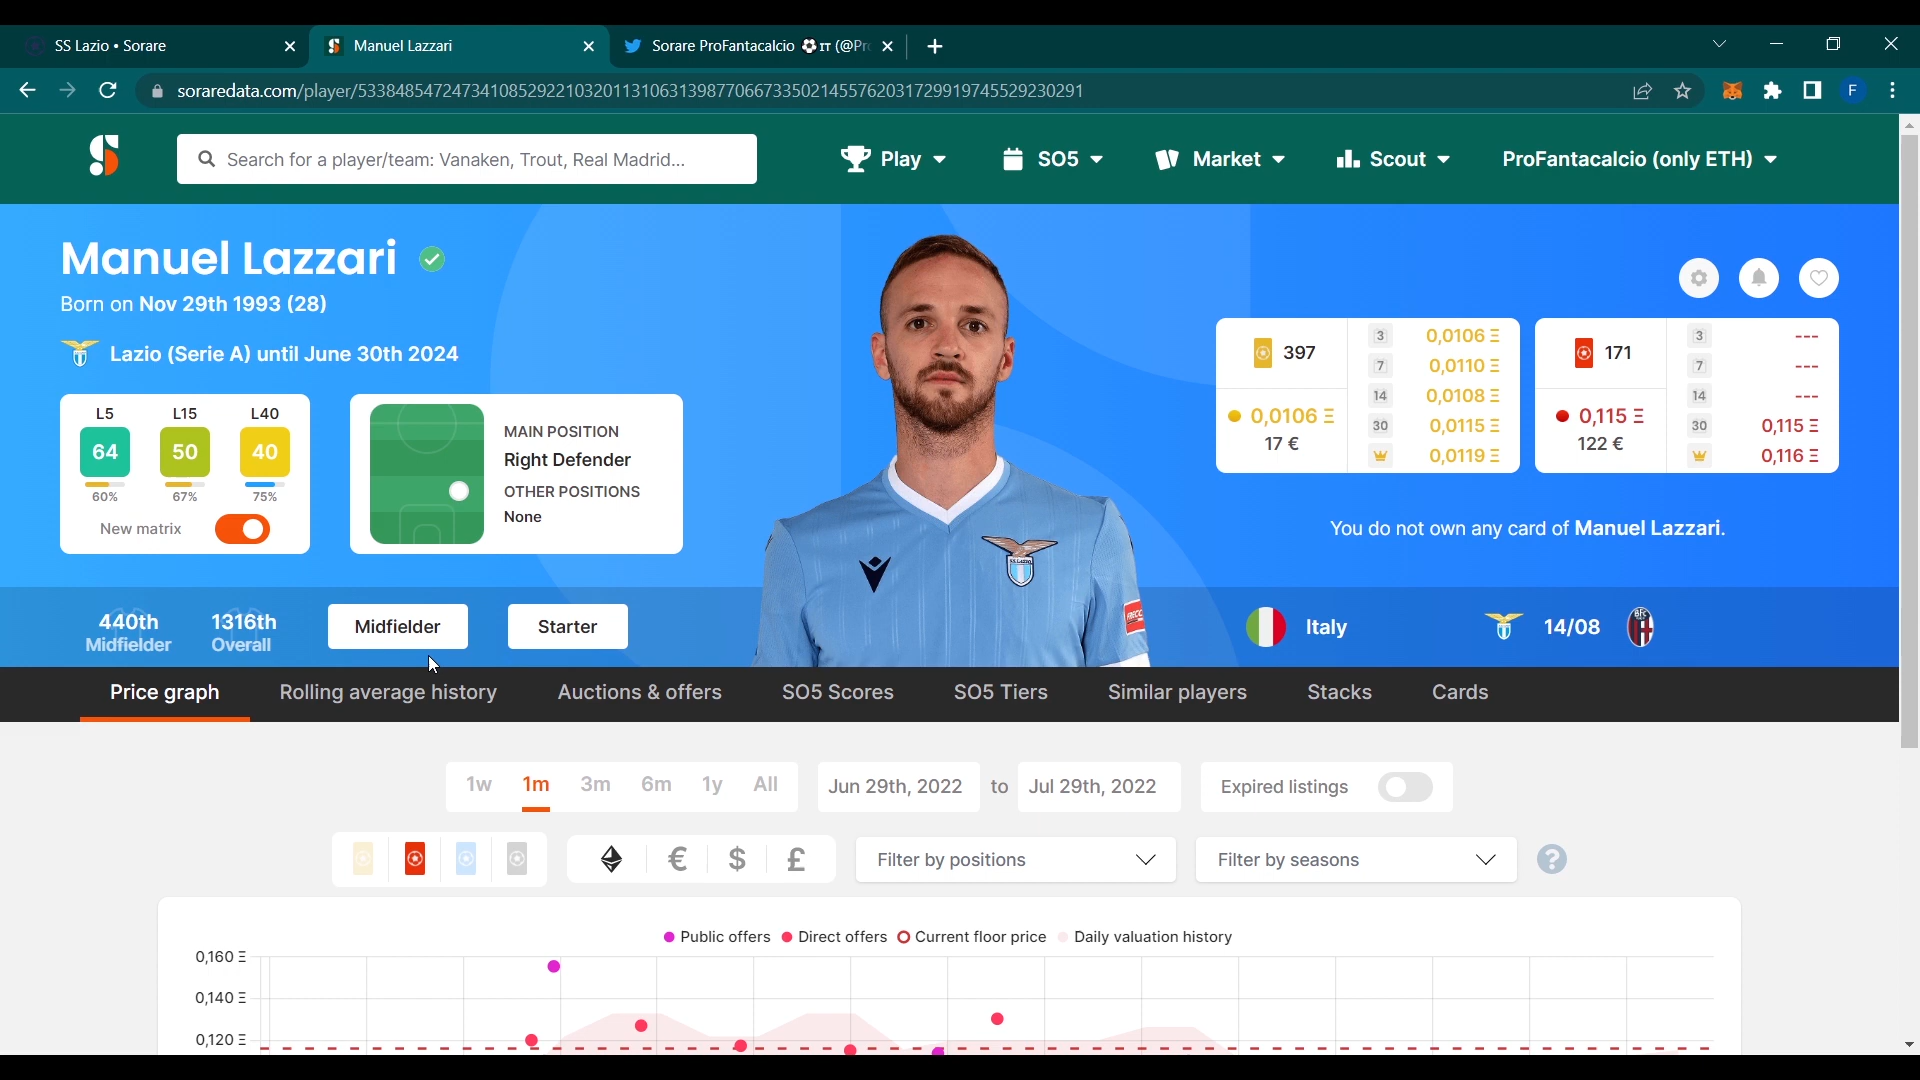 SS Lazio • Sorare
Manuel Lazzari
Sorare ProFantacalcio ⚽ıт (@Pr
soraredata.com/player/53384854724734108529221032011310631398770667335021455762031729919745529230291
F
Search for a player/team: Vanaken, Trout, Real Madrid...
Play
SO5
Market
Scout
ProFantacalcio (only ETH)
Manuel Lazzari
Born on Nov 29th 1993 (28)
Lazio (Serie A) until June 30th 2024
L5 L15 L40
64 50 40
60% 67% 75%
New matrix
MAIN POSITION
Right Defender
OTHER POSITIONS
None
397
0,0106 Ξ
17 €
3 0,0106 Ξ
7 0,0110 Ξ
14 0,0108 Ξ
30 0,0115 Ξ
0,0119 Ξ
171
0,115 Ξ
122 €
3 ---
7 ---
14 ---
30 0,115 Ξ
0,116 Ξ
You do not own any card of Manuel Lazzari.
440th
Midfielder
1316th
Overall
Midfielder
Starter
Italy
14/08
Price graph
Rolling average history
Auctions & offers
SO5 Scores
SO5 Tiers
Similar players
Stacks
Cards
1w 1m 3m 6m 1y All
Jun 29th, 2022 to Jul 29th, 2022
Expired listings
€ $ £
Filter by positions
Filter by seasons
?
Public offers Direct offers Current floor price Daily valuation history
0,160 Ξ
0,140 Ξ
0,120 Ξ